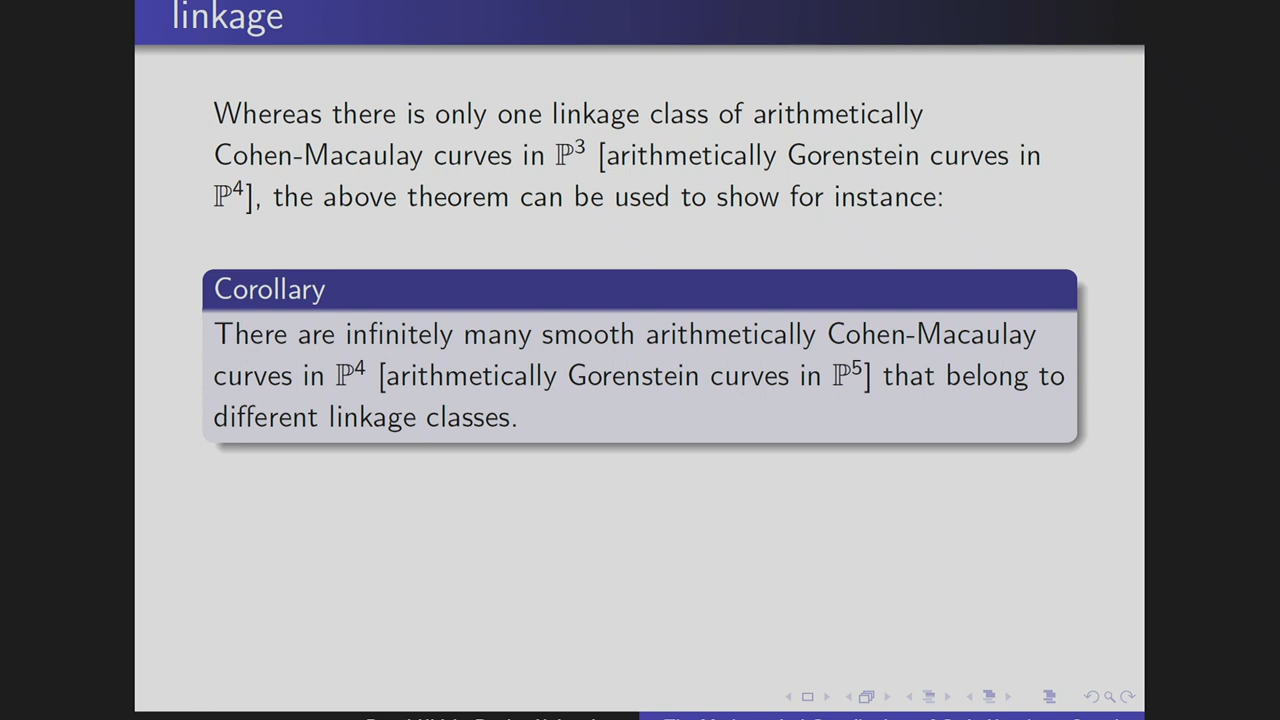 linkage
Whereas there is only one linkage class of arithmetically
Cohen-Macaulay curves in ℙ³ [arithmetically Gorenstein curves in
ℙ⁴], the above theorem can be used to show for instance:
Corollary
There are infinitely many smooth arithmetically Cohen-Macaulay
curves in ℙ⁴ [arithmetically Gorenstein curves in ℙ⁵] that belong to
different linkage classes.